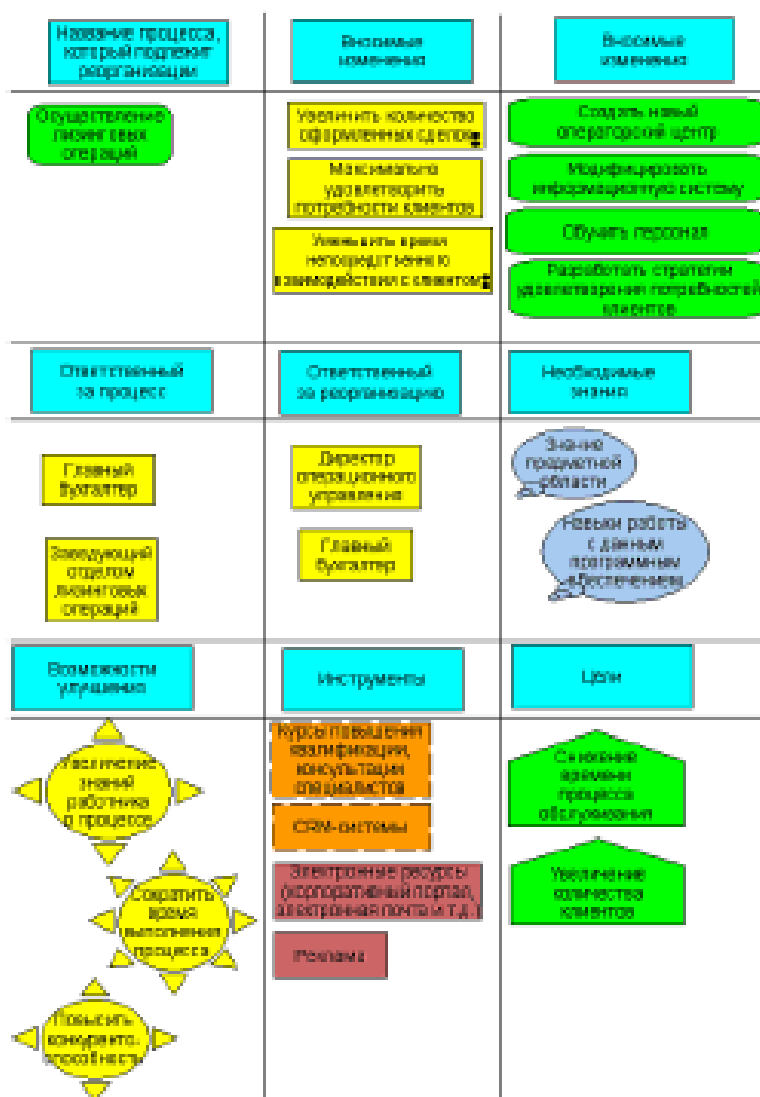 Название процесса,
который подлежит
реорганизации
Вносимые
изменения
Вносимые
изменения
Осуществление
лизинговых
операций
Увеличить количество
оформленных сделок
Максимально
удовлетворить
потребности клиентов
Уменьшить время
непосредственного
взаимодействия с клиентом
Создать новый
операторский центр
Модифицировать
информационную систему
Обучить персонал
Разработать стратегии
удовлетворения потребностей
клиентов
Ответственный
за процесс
Ответственный
за реорганизацию
Необходимые
знания
Главный
бухгалтер
Заведующий
отделом
лизинговых
операций
Директор
операционного
управления
Главный
бухгалтер
Знание
предметной
области
Навыки работы
с данным
программным
обеспечением
Возможности
улучшения
Инструменты
Цели
Увеличение
знаний
работника
о процессе
Сократить
время
выполнения
процесса
Повысить
конкуренто-
способность
Курсы повышения
квалификации,
консультации
специалистов
CRM-системы
Электронные ресурсы
(корпоративный портал,
электронная почта и т.д.)
Реклама
Снижение
времени
процесса
обслуживания
Увеличение
количества
клиентов